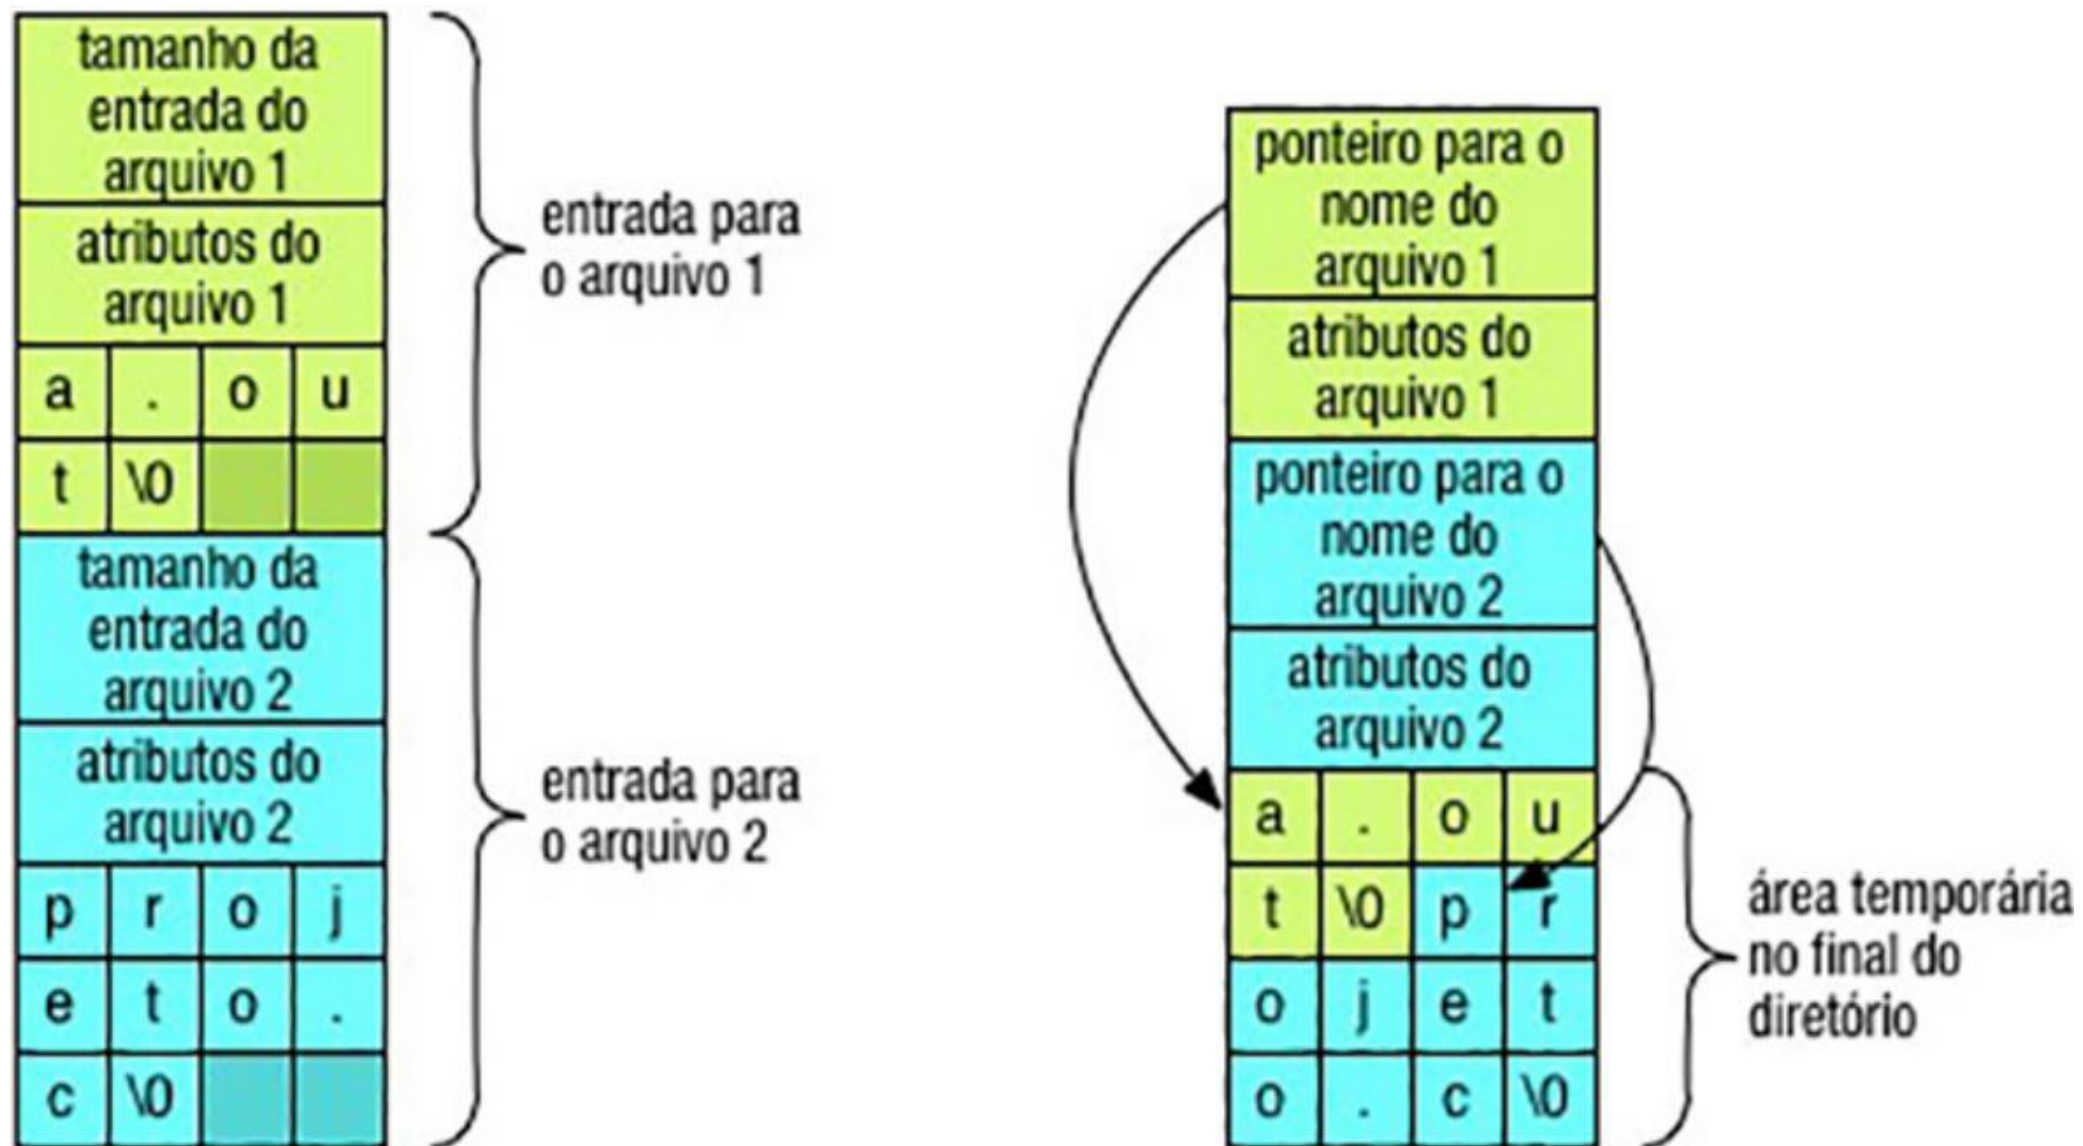 tamanho da
entrada do
arquivo 1
atributos do
arquivo 1
a . o u
t \0
tamanho da
entrada do
arquivo 2
atributos do
arquivo 2
p r o j
e t o .
c \0
entrada para
o arquivo 1
entrada para
o arquivo 2
ponteiro para o
nome do
arquivo 1
atributos do
arquivo 1
ponteiro para o
nome do
arquivo 2
atributos do
arquivo 2
a . o u
t \0 p r
o j e t
o . c \0
área temporária
no final do
diretório